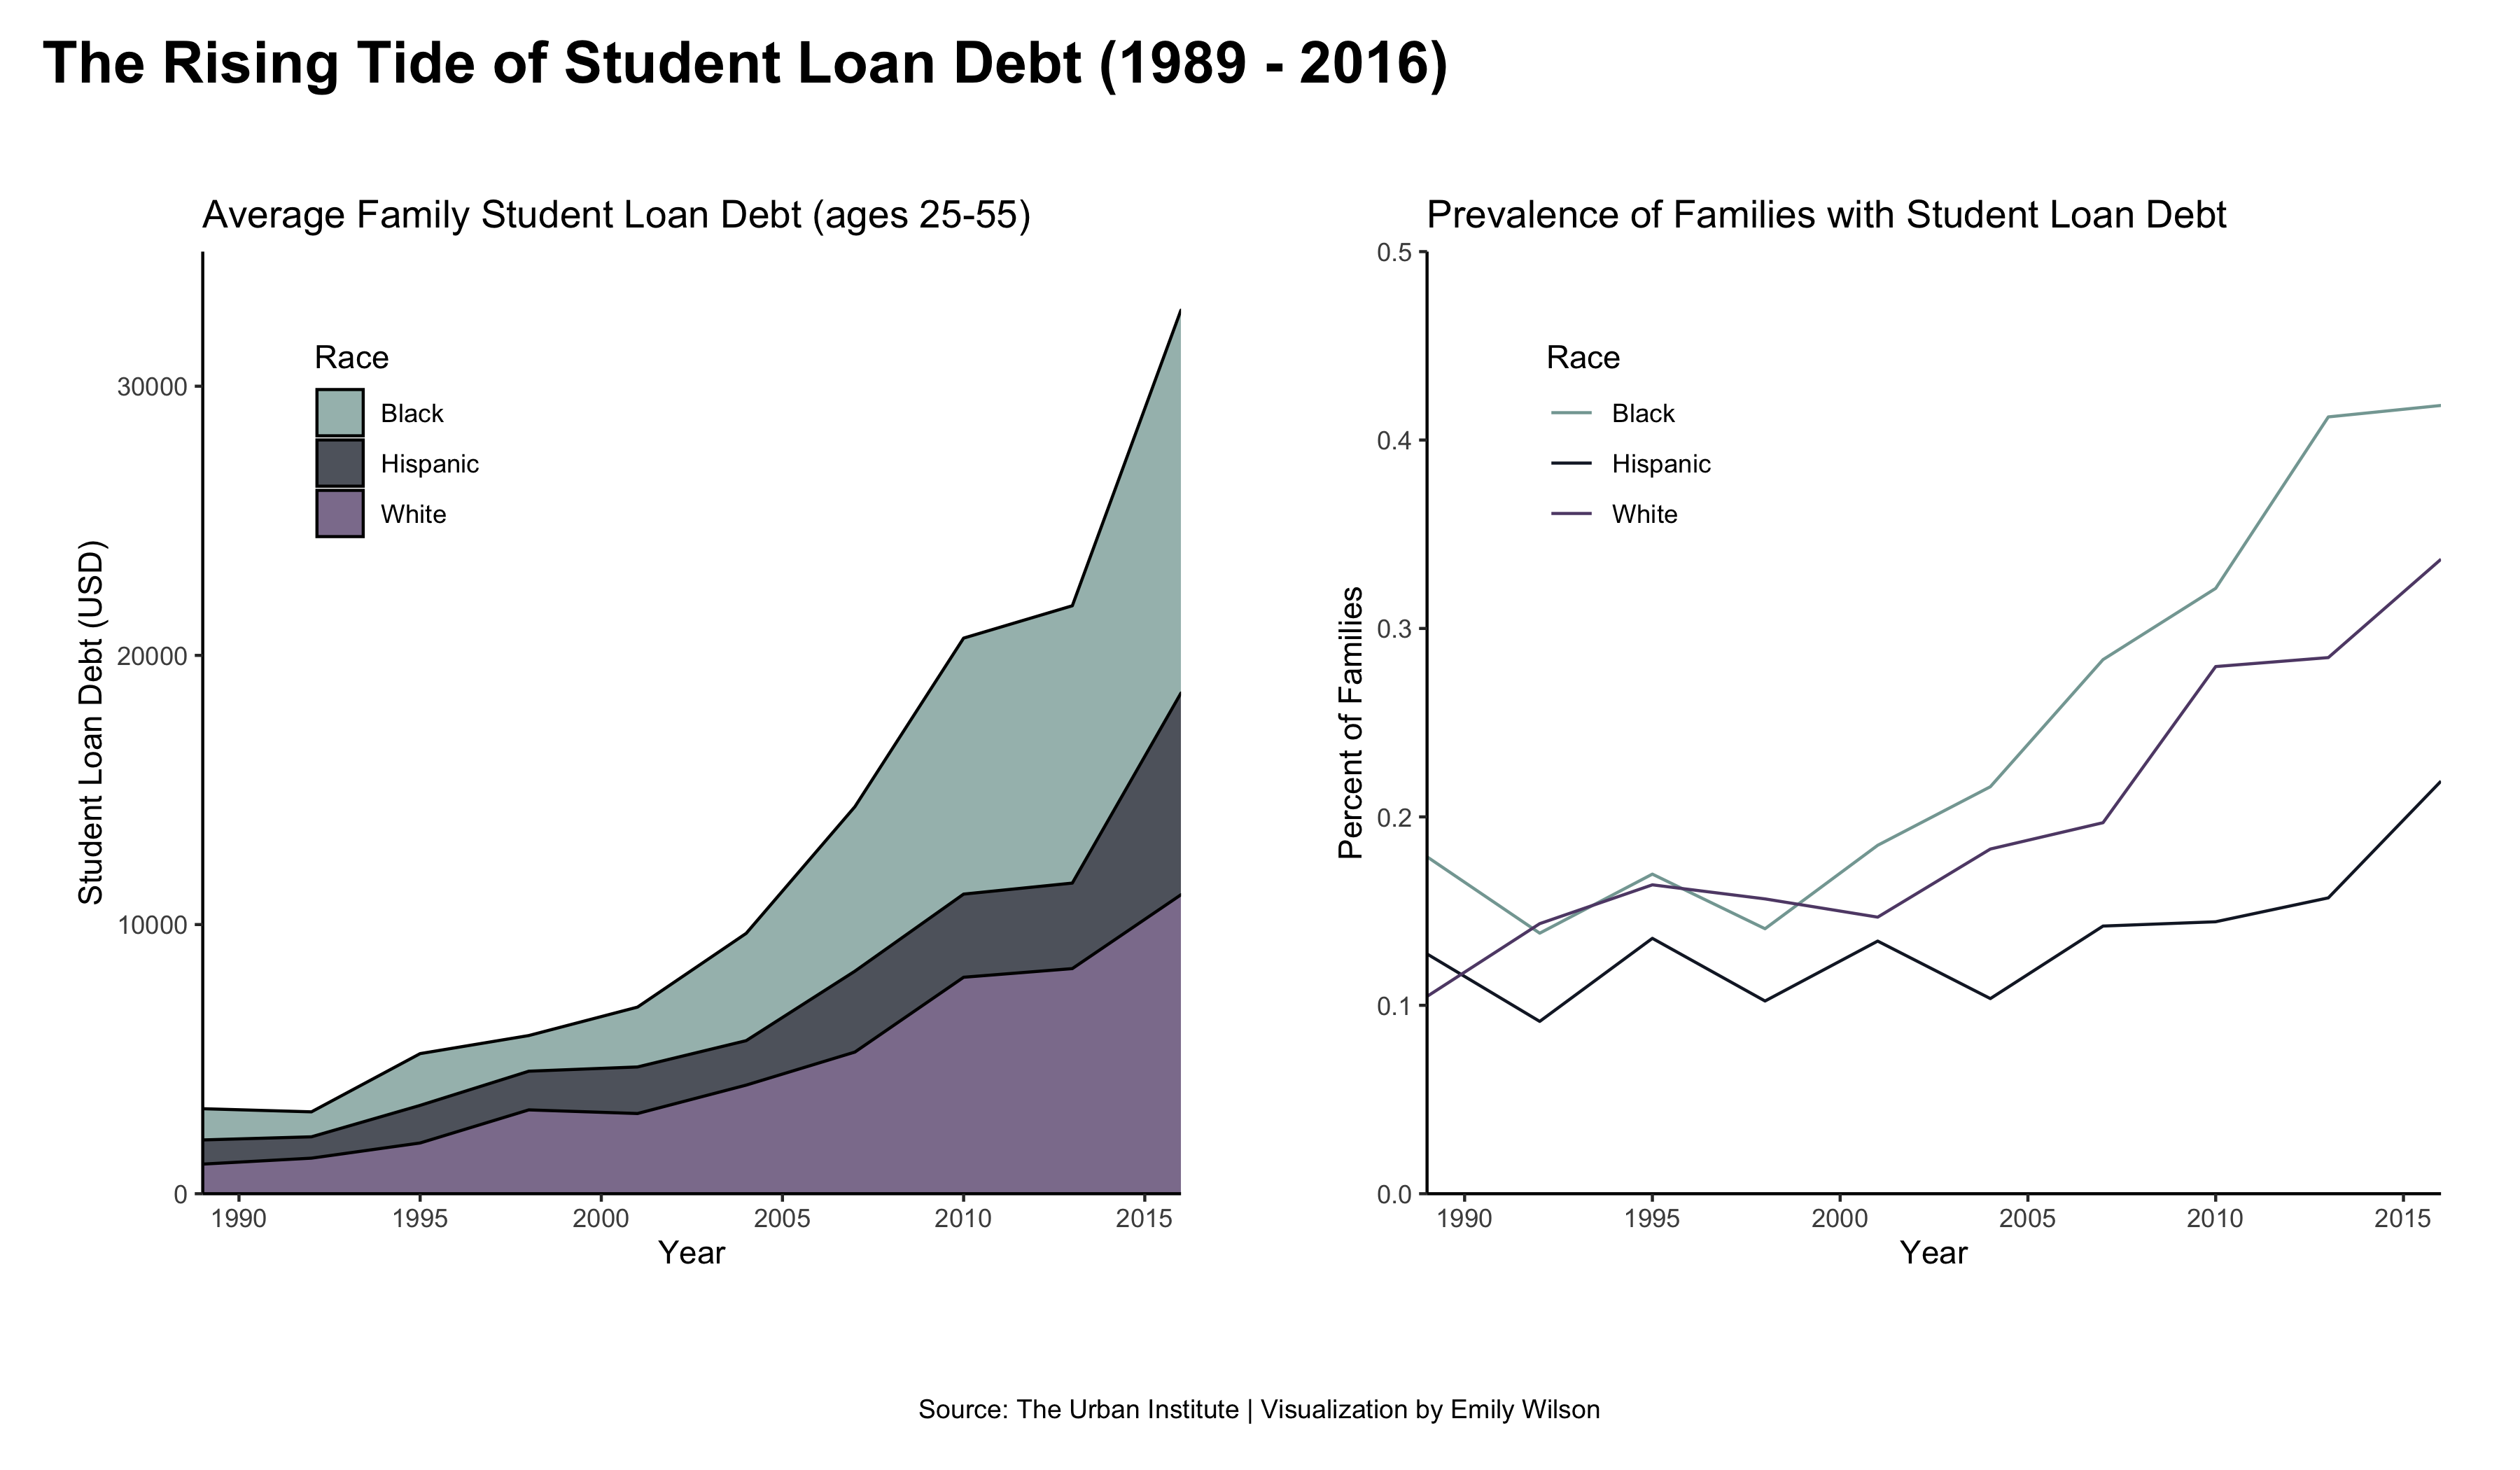 The Rising Tide of Student Loan Debt (1989 - 2016)
Average Family Student Loan Debt (ages 25-55)
Student Loan Debt (USD)
30000
20000
10000
0
Race
Black
Hispanic
White
1990 1995 2000 2005 2010 2015
Year
Prevalence of Families with Student Loan Debt
Percent of Families
0.5
0.4
0.3
0.2
0.1
0.0
Race
Black
Hispanic
White
1990 1995 2000 2005 2010 2015
Year
Source: The Urban Institute | Visualization by Emily Wilson